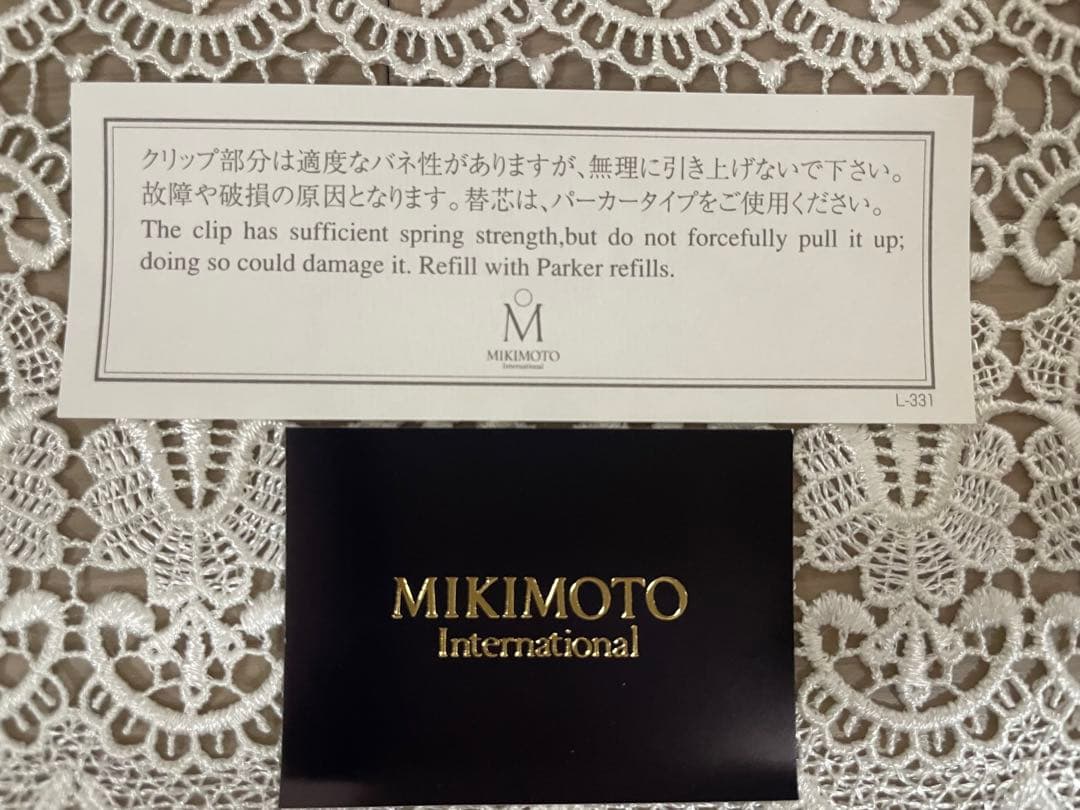 クリップ部分は適度なバネ性がありますが、無理に引き上げないで下さい。
故障や破損の原因となります。替芯は、パーカータイプをご使用ください。
The clip has sufficient spring strength,but do not forcefully pull it up;
doing so could damage it. Refill with Parker refills.
M
MIKIMOTO
International
L-331
MIKIMOTO
International